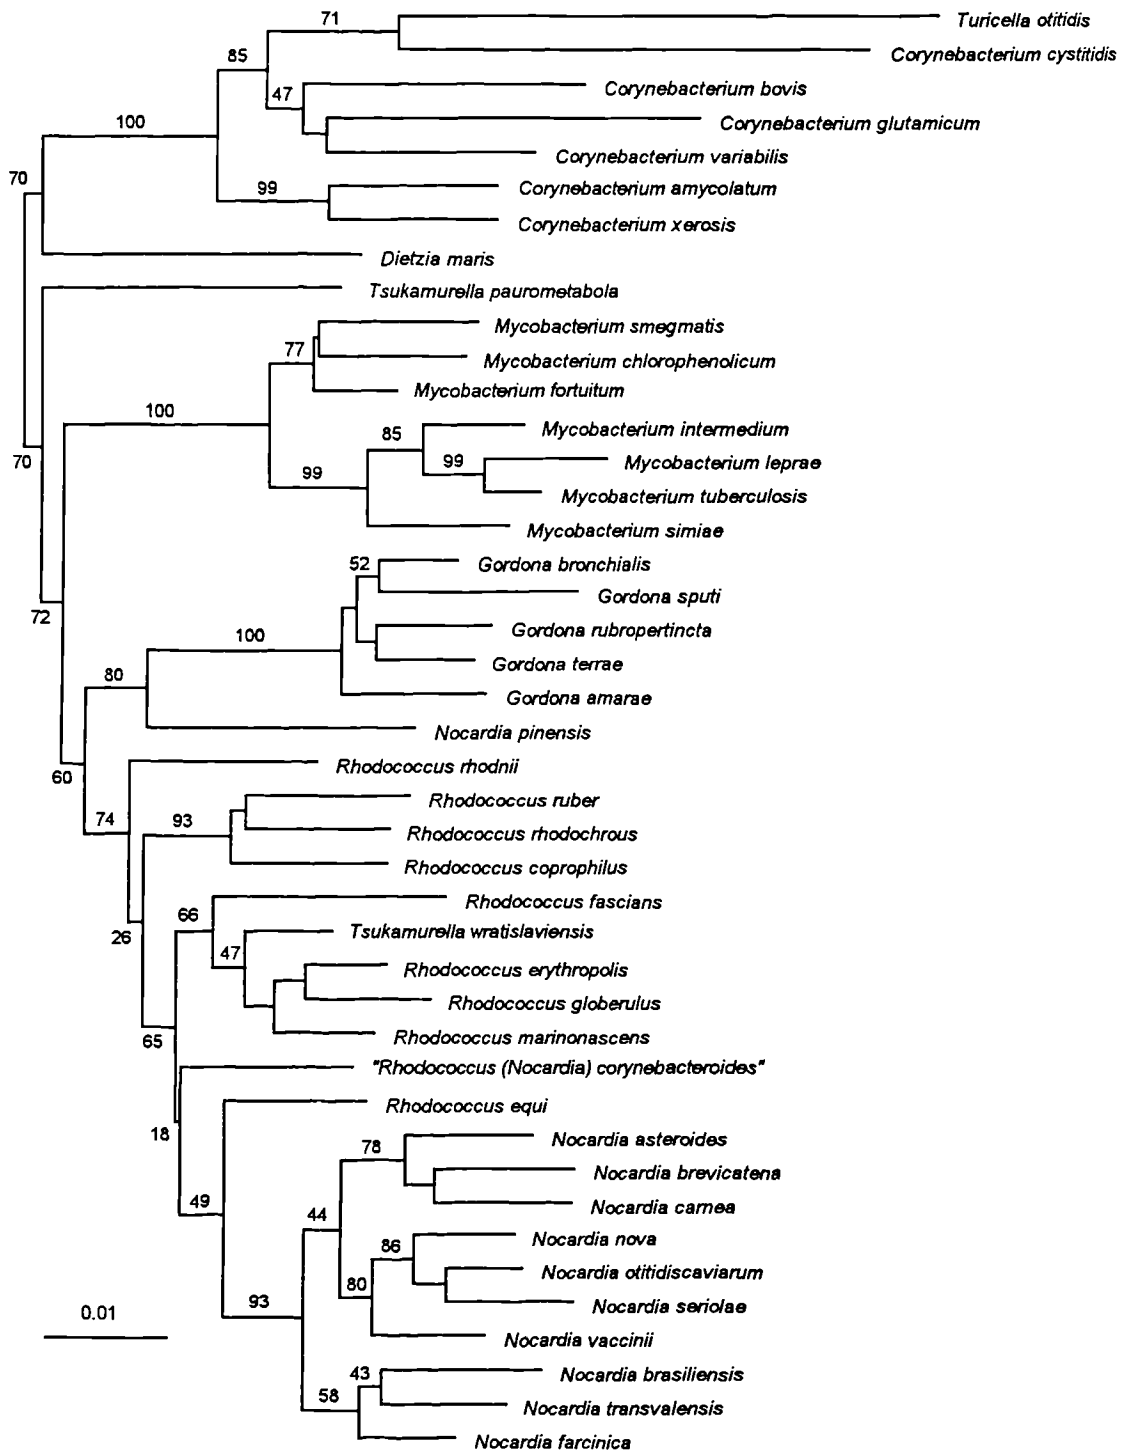 71
Turicella otitidis
Corynebacterium cystitidis
85
Corynebacterium bovis
47
Corynebacterium glutamicum
100
Corynebacterium variabilis
70
Corynebacterium amycolatum
99
Corynebacterium xerosis
Dietzia maris
Tsukamurella paurometabola
Mycobacterium smegmatis
77
Mycobacterium chlorophenolicum
Mycobacterium fortuitum
100
Mycobacterium intermedium
85
70
99
Mycobacterium leprae
99
Mycobacterium tuberculosis
Mycobacterium simiae
52
Gordona bronchialis
Gordona sputi
72
Gordona rubropertincta
100
Gordona terrae
80
Gordona amarae
Nocardia pinensis
60
Rhodococcus rhodnii
Rhodococcus ruber
74
93
Rhodococcus rhodochrous
Rhodococcus coprophilus
Rhodococcus fascians
66
26
Tsukamurella wratislaviensis
47
Rhodococcus erythropolis
Rhodococcus globerulus
65
Rhodococcus marinonascens
"Rhodococcus (Nocardia) corynebacteroides"
Rhodococcus equi
18
Nocardia asteroides
78
Nocardia brevicatena
49
Nocardia carnea
44
Nocardia nova
86
Nocardia otitidiscaviarum
80
93
Nocardia seriolae
0.01
Nocardia vaccinii
43
Nocardia brasiliensis
58
Nocardia transvalensis
Nocardia farcinica